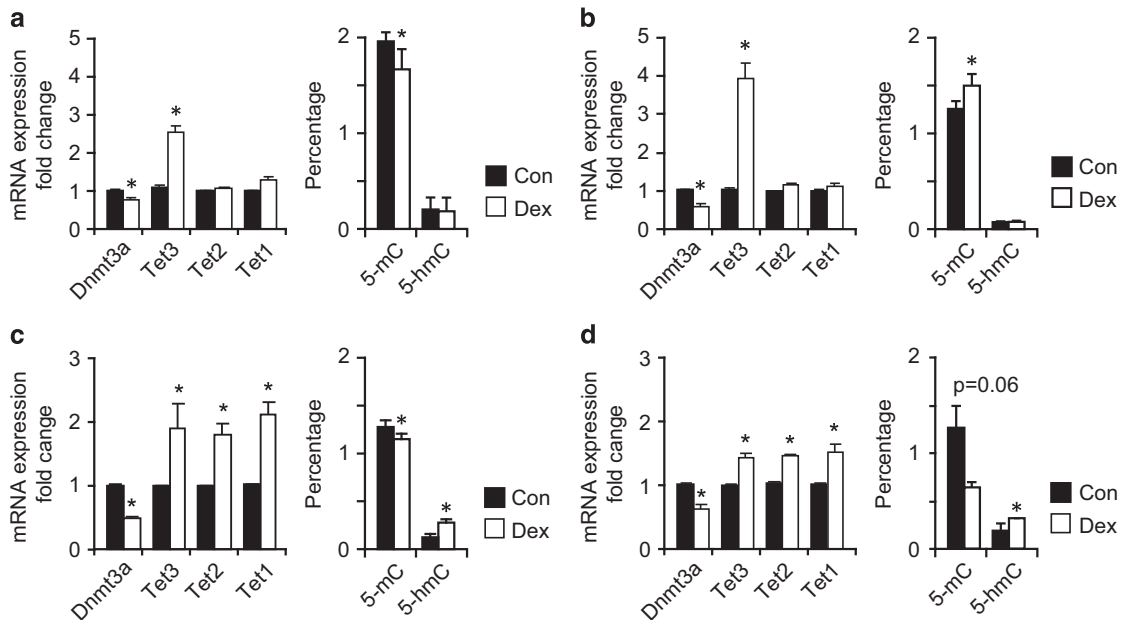 a
mRNA expression
fold change
5
4
3
2
1
0
*
*
Dnmt3a
Tet3
Tet2
Tet1
Percentage
2
1
0
*
5-mC
5-hmC
Con
Dex
b
mRNA expression
fold change
5
4
3
2
1
0
*
*
Dnmt3a
Tet3
Tet2
Tet1
Percentage
2
1
0
*
5-mC
5-hmC
Con
Dex
c
mRNA expression
fold cange
3
2
1
0
*
*
*
*
Dnmt3a
Tet3
Tet2
Tet1
Percentage
2
1
0
*
*
5-mC
5-hmC
Con
Dex
d
mRNA expression
fold cange
3
2
1
0
*
*
*
*
Dnmt3a
Tet3
Tet2
Tet1
Percentage
2
1
0
p=0.06
*
5-mC
5-hmC
Con
Dex